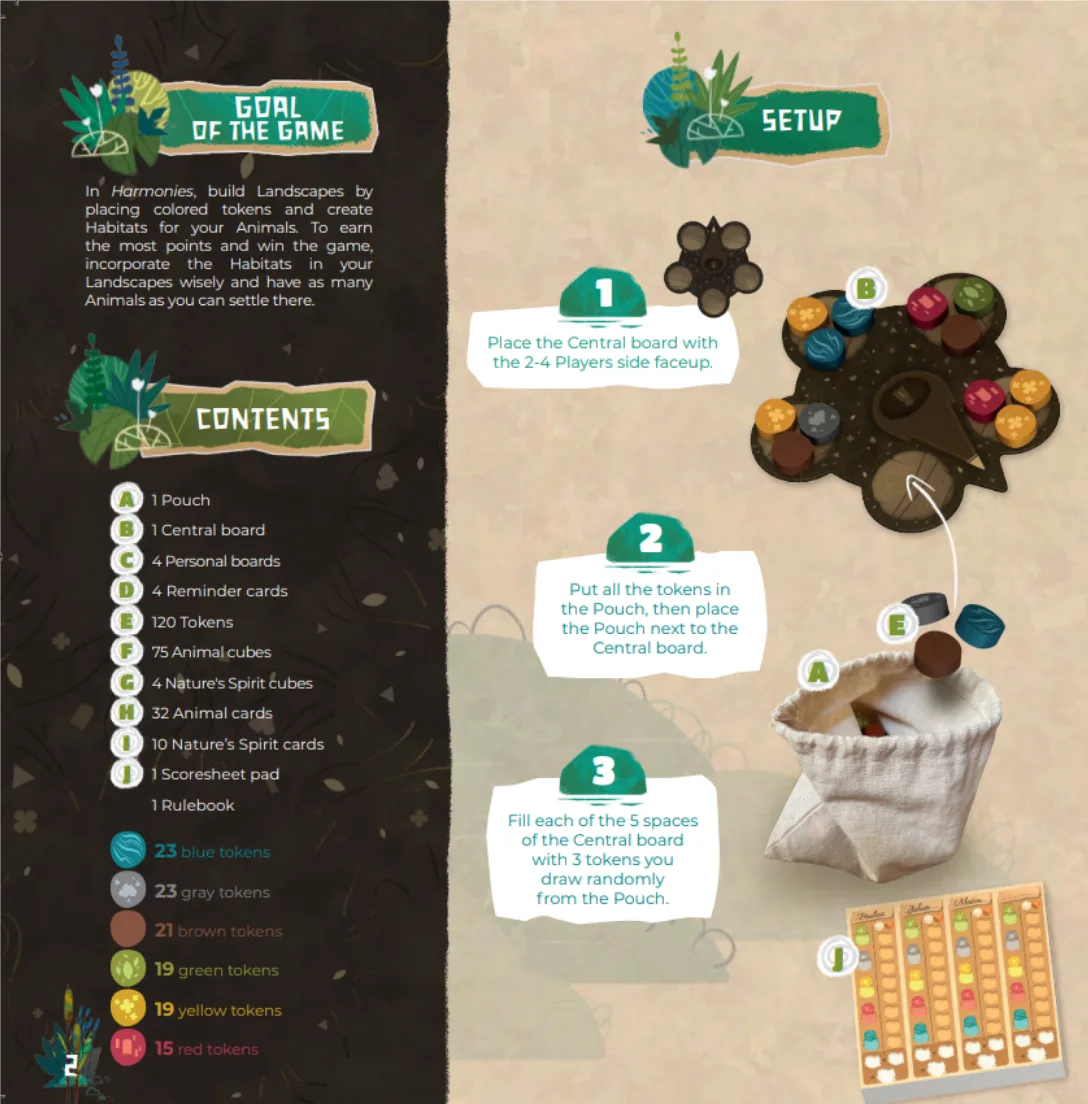 GOAL
OF THE GAME
In Harmonies, build Landscapes by
placing colored tokens and create
Habitats for your Animals. To earn
the most points and win the game,
incorporate the Habitats in your
Landscapes wisely and have as many
Animals as you can settle there.
CONTENTS
A 1 Pouch
B 1 Central board
C 4 Personal boards
D 4 Reminder cards
E 120 Tokens
F 75 Animal cubes
G 4 Nature's Spirit cubes
H 32 Animal cards
I 10 Nature’s Spirit cards
J 1 Scoresheet pad
1 Rulebook
23 blue tokens
23 gray tokens
21 brown tokens
19 green tokens
19 yellow tokens
15 red tokens
2
SETUP
1
Place the Central board with
the 2-4 Players side faceup.
B
2
Put all the tokens in
the Pouch, then place
the Pouch next to the
Central board.
E
A
3
Fill each of the 5 spaces
of the Central board
with 3 tokens you
draw randomly
from the Pouch.
J